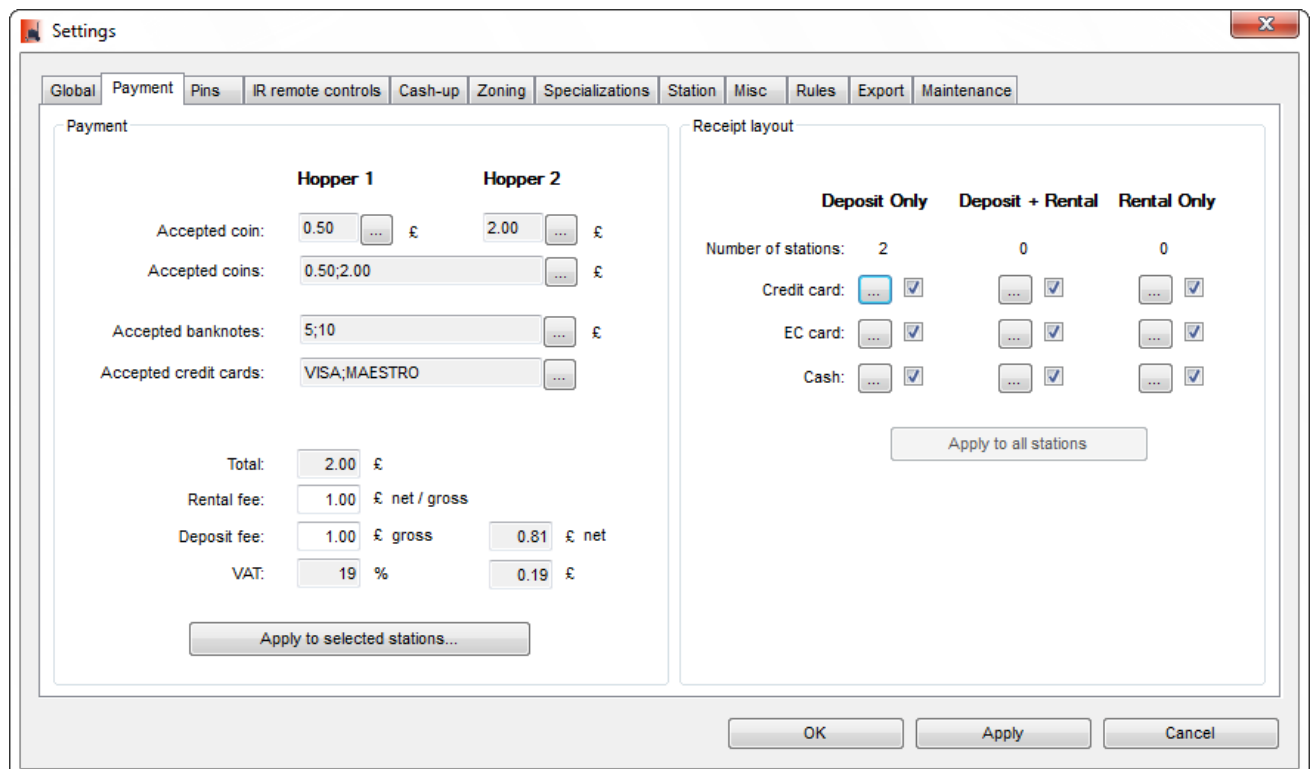 Settings
Global Payment Pins IR remote controls Cash-up Zoning Specializations Station Misc Rules Export Maintenance
Payment
Hopper 1 Hopper 2
Accepted coin: 0.50 ... £ 2.00 ... £
Accepted coins: 0.50;2.00 ... £
Accepted banknotes: 5;10 ... £
Accepted credit cards: VISA;MAESTRO ...
Total: 2.00 £
Rental fee: 1.00 £ net / gross
Deposit fee: 1.00 £ gross 0.81 £ net
VAT: 19 % 0.19 £
Apply to selected stations...
Receipt layout
Deposit Only Deposit + Rental Rental Only
Number of stations: 2 0 0
Credit card: ... ... ...
EC card: ... ... ...
Cash: ... ... ...
Apply to all stations
OK Apply Cancel